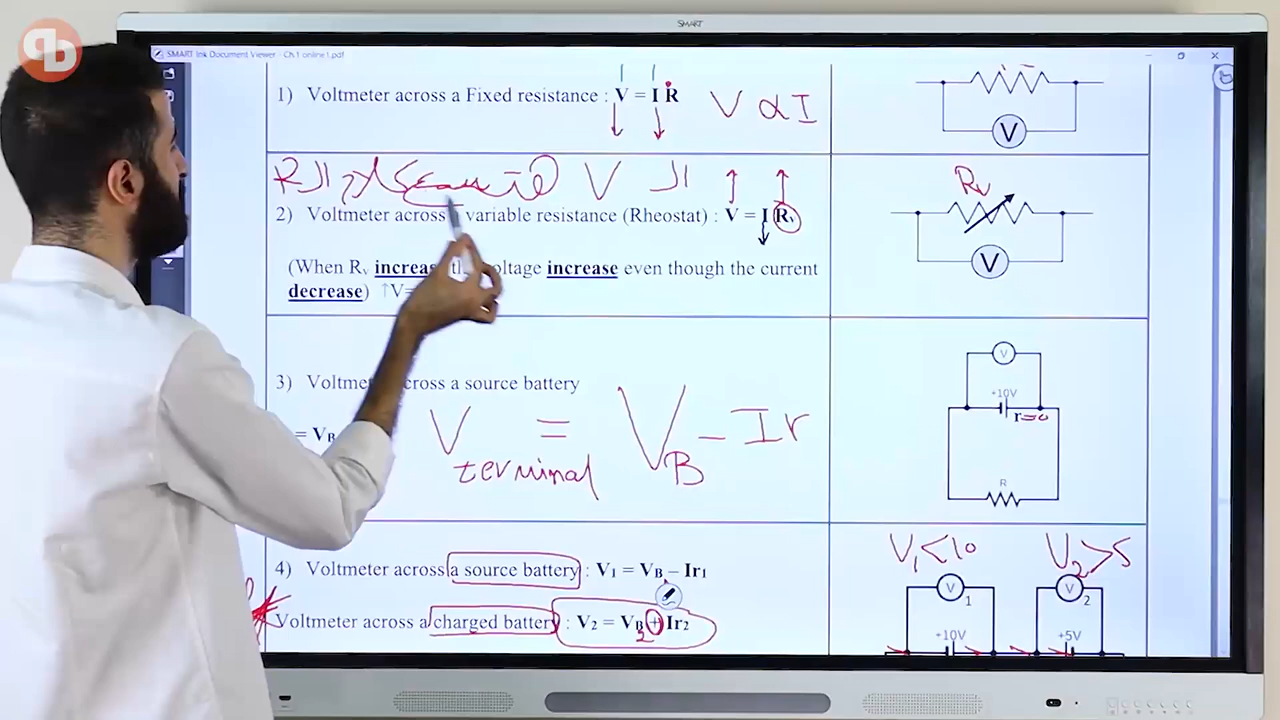 SMART
SMART Ink Document Viewer - Ch 1 online 1.pdf
1) Voltmeter across a Fixed resistance : V = I R V α I
V
V ال
2) Voltmeter across a variable resistance (Rheostat) : V = I Rv
Rv
V
(When Rv increase the voltage increase even though the current
decrease) ↑V=
3) Voltmeter across a source battery
= VB
V terminal = VB - Ir
V
+10V
r=0
R
4) Voltmeter across a source battery : V1 = VB - Ir1
Voltmeter across a charged battery : V2 = VB2 + Ir2
V1 < 10 V2 > 5
V 1 V 2
+10V +5V